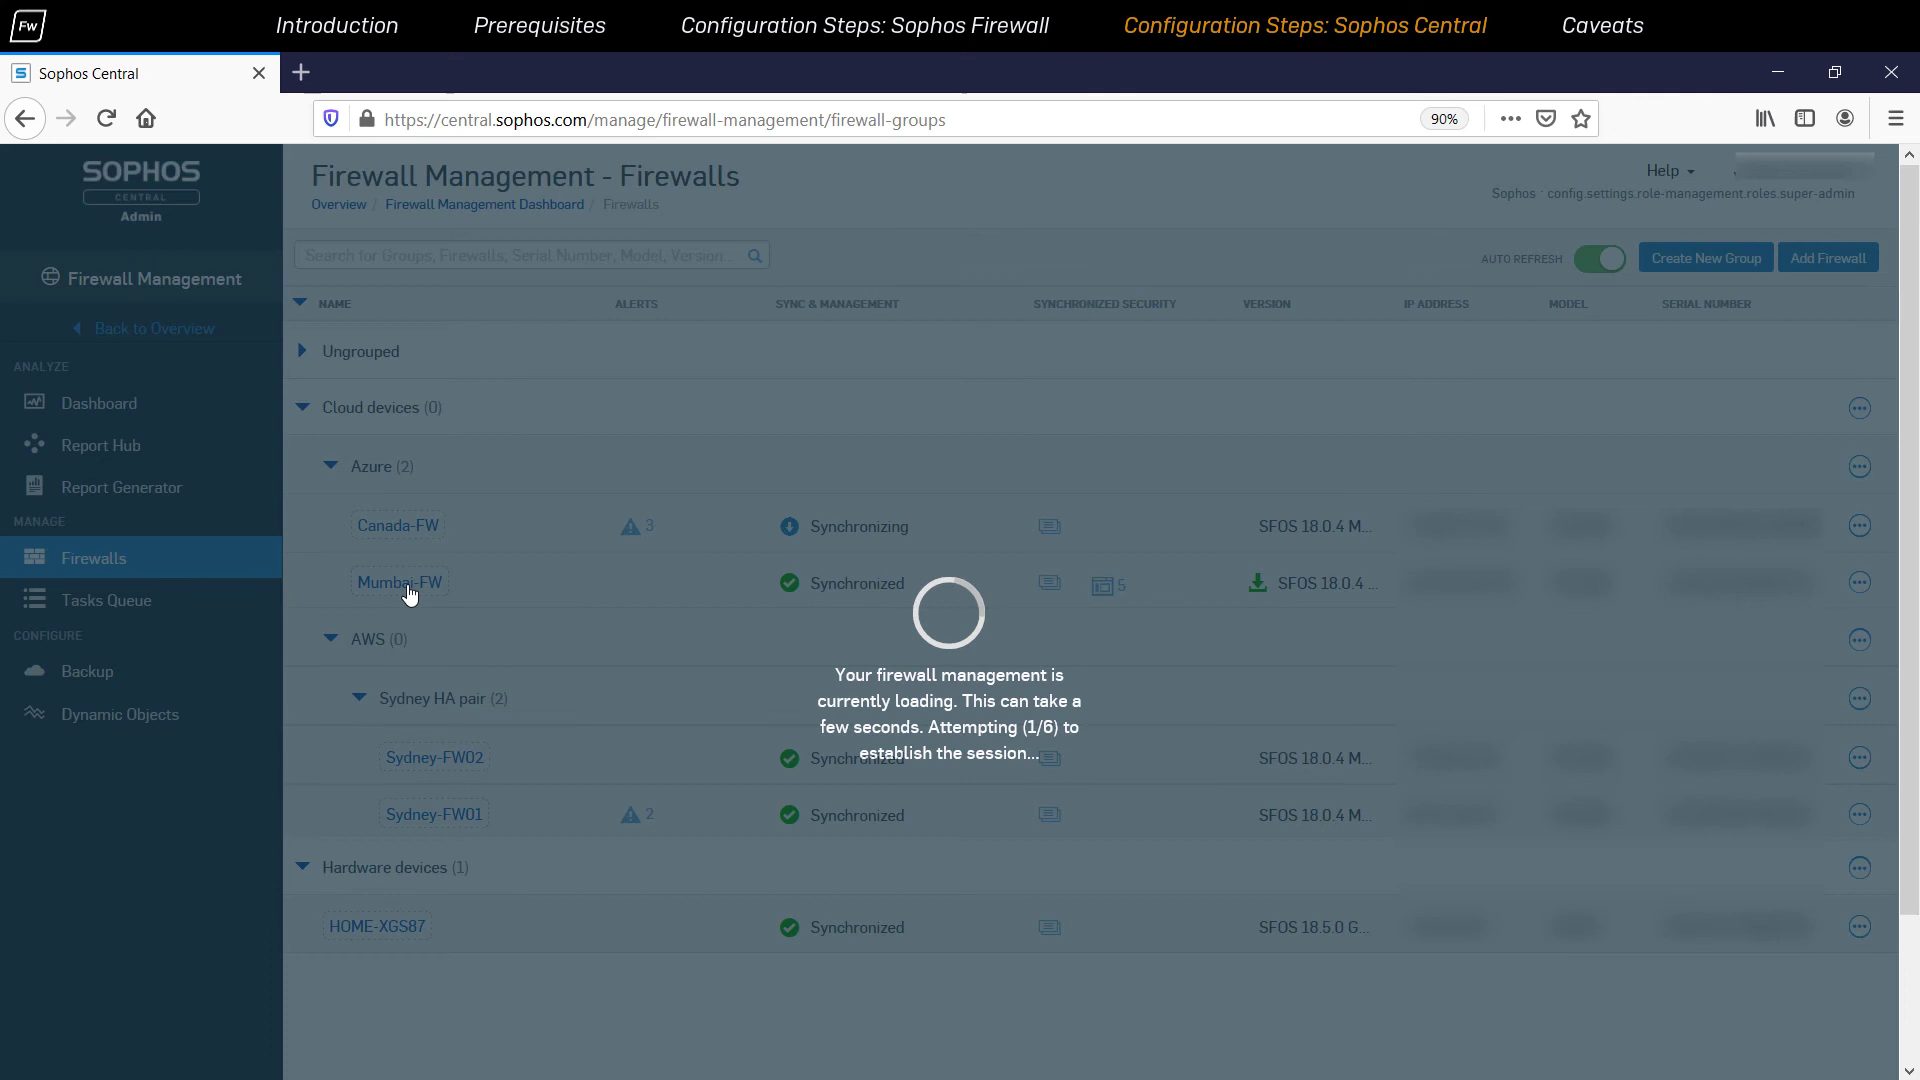 Fw
Introduction
Prerequisites
Configuration Steps: Sophos Firewall
Configuration Steps: Sophos Central
Caveats
S Sophos Central
https://central.sophos.com/manage/firewall-management/firewall-groups
90%
SOPHOS
CENTRAL
Admin
Firewall Management
Back to Overview
ANALYZE
Dashboard
Report Hub
Report Generator
MANAGE
Firewalls
Tasks Queue
CONFIGURE
Backup
Dynamic Objects
Firewall Management - Firewalls
Overview / Firewall Management Dashboard / Firewalls
Help
Sophos · config.settings.role-management.roles.super-admin
Search for Groups, Firewalls, Serial Number, Model, Version...
AUTO REFRESH
Create New Group
Add Firewall
NAME ALERTS SYNC & MANAGEMENT SYNCHRONIZED SECURITY VERSION IP ADDRESS MODEL SERIAL NUMBER
Ungrouped
Cloud devices (0)
Azure (2)
Canada-FW 3 Synchronizing SFOS 18.0.4 M...
Mumbai-FW Synchronized 5 SFOS 18.0.4 ...
AWS (0)
Sydney HA pair (2)
Sydney-FW02 Synchronized SFOS 18.0.4 M...
Sydney-FW01 2 Synchronized SFOS 18.0.4 M...
Hardware devices (1)
HOME-XGS87 Synchronized SFOS 18.5.0 G...
Your firewall management is
currently loading. This can take a
few seconds. Attempting (1/6) to
establish the session...